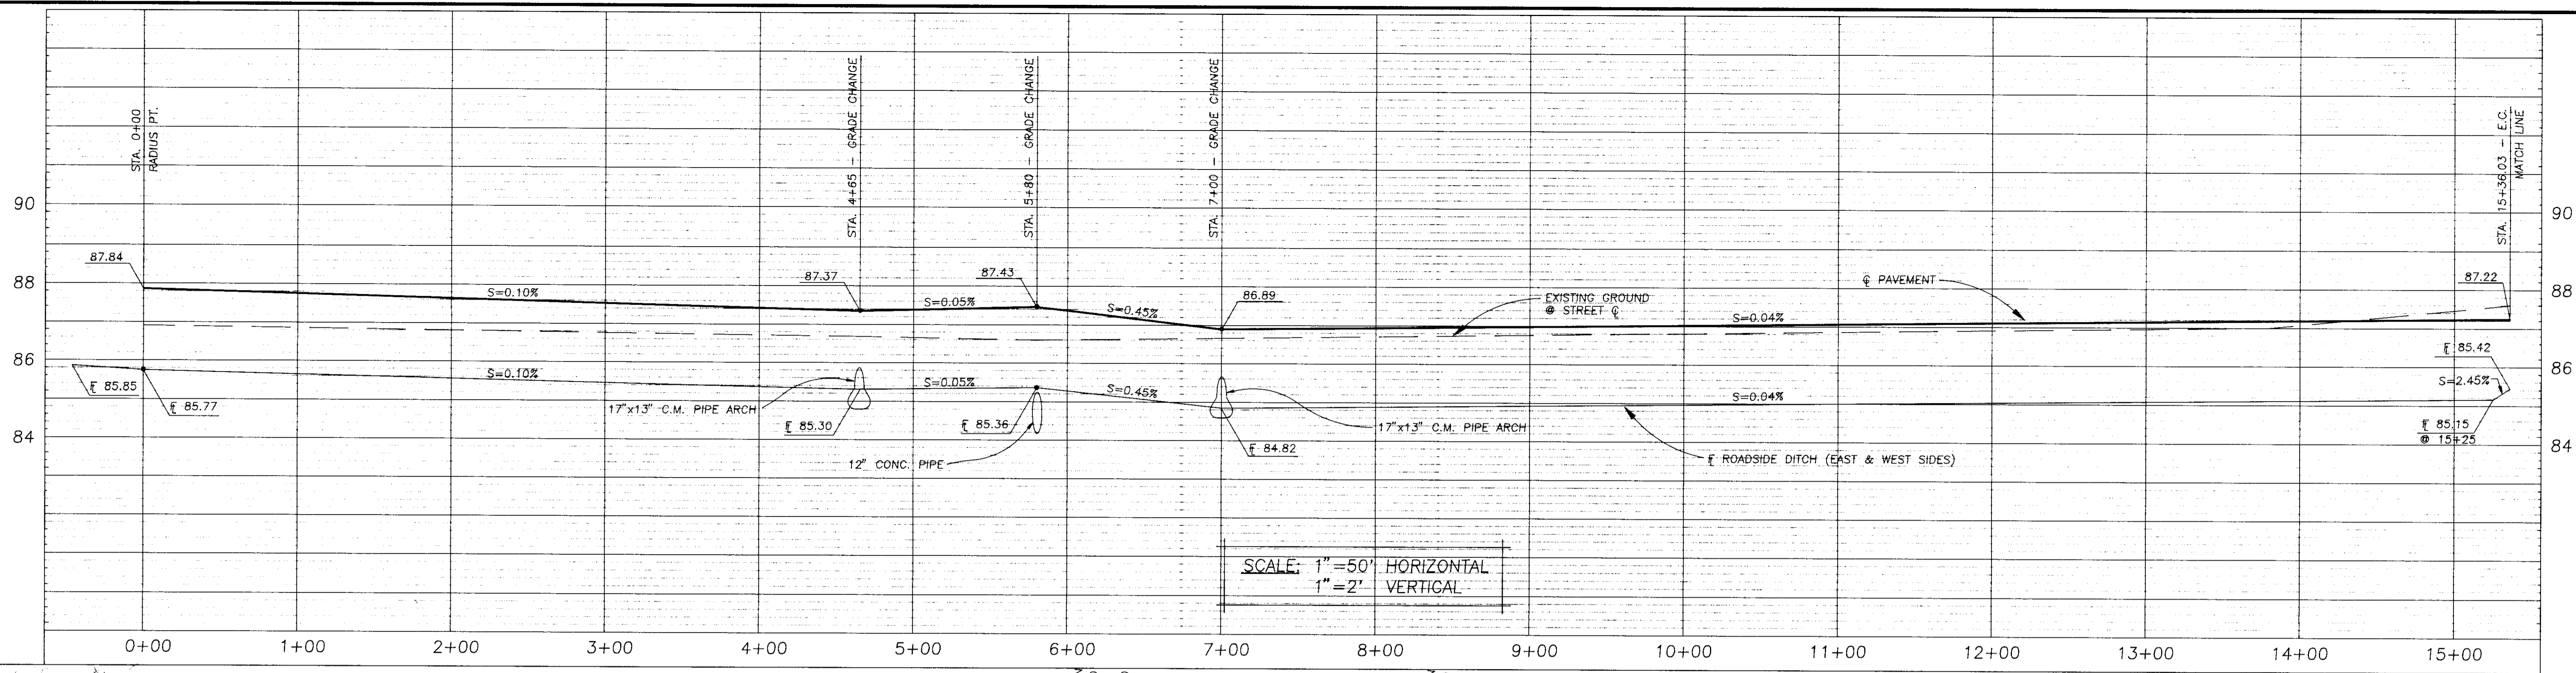 STA. 0+00
RADIUS PT.
STA. 4+65 - GRADE CHANGE
STA. 5+80 - GRADE CHANGE
STA. 7+00 - GRADE CHANGE
STA. 15+36.03 - E.C.
MATCH LINE
90
90
87.84
87.37
87.43
86.89
87.22
℄ PAVEMENT
EXISTING GROUND
@ STREET ℄
88
88
S=0.10%
S=0.05%
S=0.45%
S=0.04%
86
86
85.85
85.77
S=0.10%
17"x13" C.M. PIPE ARCH
85.30
S=0.05%
85.36
12" CONC. PIPE
S=0.45%
84.82
17"x13" C.M. PIPE ARCH
S=0.04%
ROADSIDE DITCH (EAST & WEST SIDES)
85.42
S=2.45%
85.15
@ 15+25
84
84
SCALE: 1"=50' HORIZONTAL
1"=2' VERTICAL
0+00 1+00 2+00 3+00 4+00 5+00 6+00 7+00 8+00 9+00 10+00 11+00 12+00 13+00 14+00 15+00